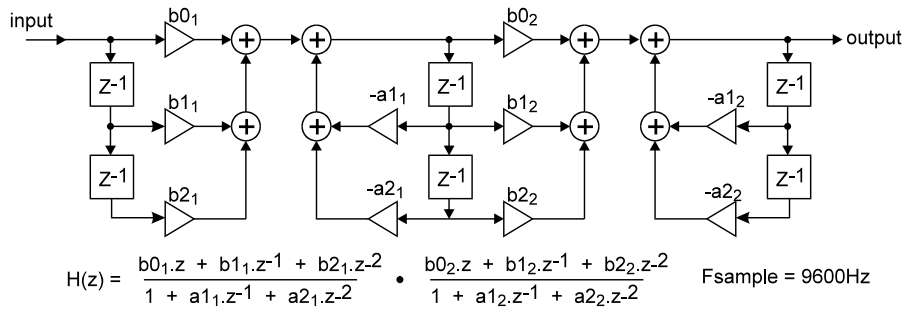 input
b0₁
b0₂
output
z-1
z-1
z-1
b1₁
-a1₁
b1₂
-a1₂
z-1
z-1
z-1
b2₁
-a2₁
b2₂
-a2₂
H(z) = b0₁.z + b1₁.z-1 + b2₁.z-2 • b0₂.z + b1₂.z-1 + b2₂.z-2 Fsample = 9600Hz
1 + a1₁.z-1 + a2₁.z-2 1 + a1₂.z-1 + a2₂.z-2